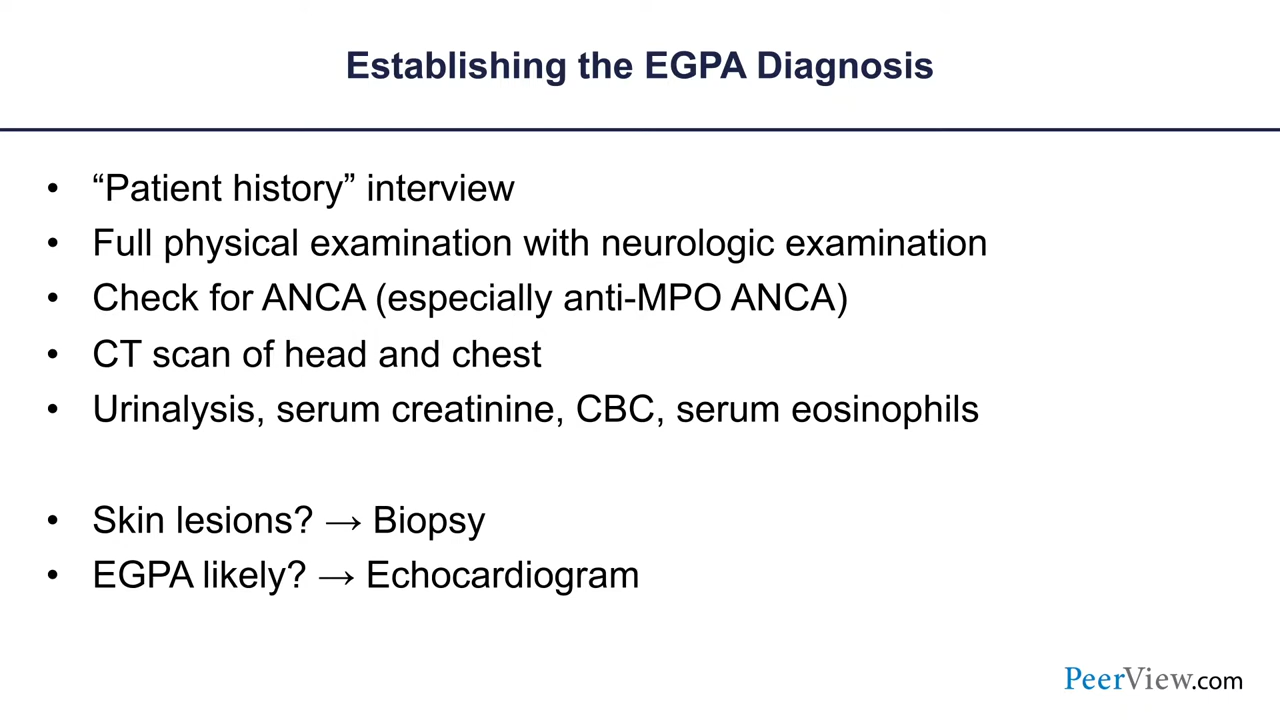 Establishing the EGPA Diagnosis
• “Patient history” interview
• Full physical examination with neurologic examination
• Check for ANCA (especially anti-MPO ANCA)
• CT scan of head and chest
• Urinalysis, serum creatinine, CBC, serum eosinophils
• Skin lesions? → Biopsy
• EGPA likely? → Echocardiogram
PeerView.com